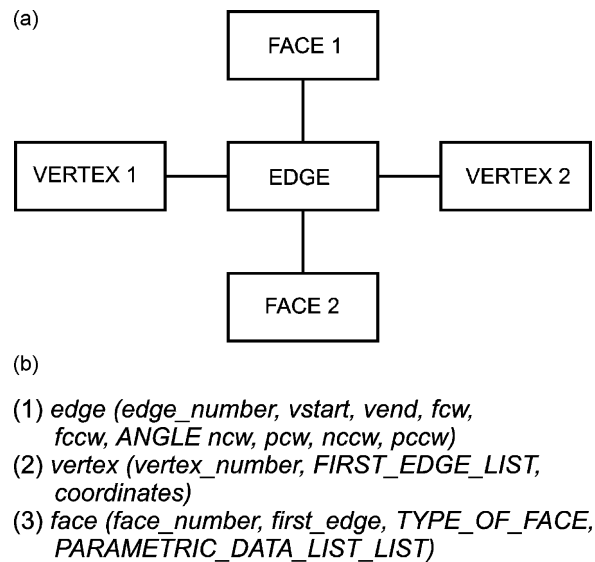 (a)
FACE 1
VERTEX 1
EDGE
VERTEX 2
FACE 2
(b)
(1) edge (edge_number, vstart, vend, fcw,
fccw, ANGLE ncw, pcw, nccw, pccw)
(2) vertex (vertex_number, FIRST_EDGE_LIST,
coordinates)
(3) face (face_number, first_edge, TYPE_OF_FACE,
PARAMETRIC_DATA_LIST_LIST)